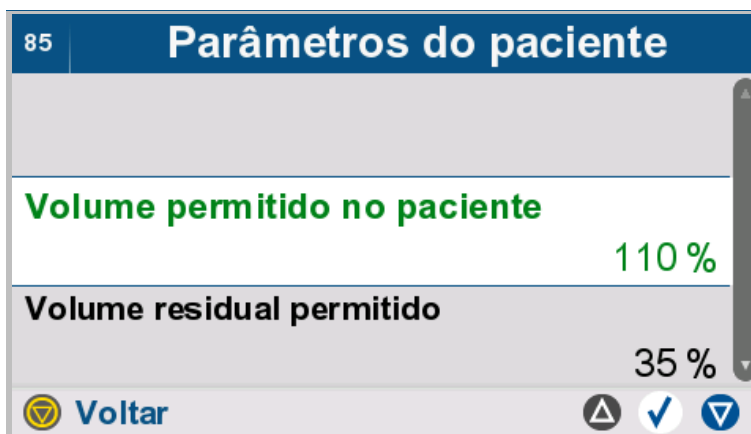 85
Parâmetros do paciente
Volume permitido no paciente
110 %
Volume residual permitido
35 %
Voltar